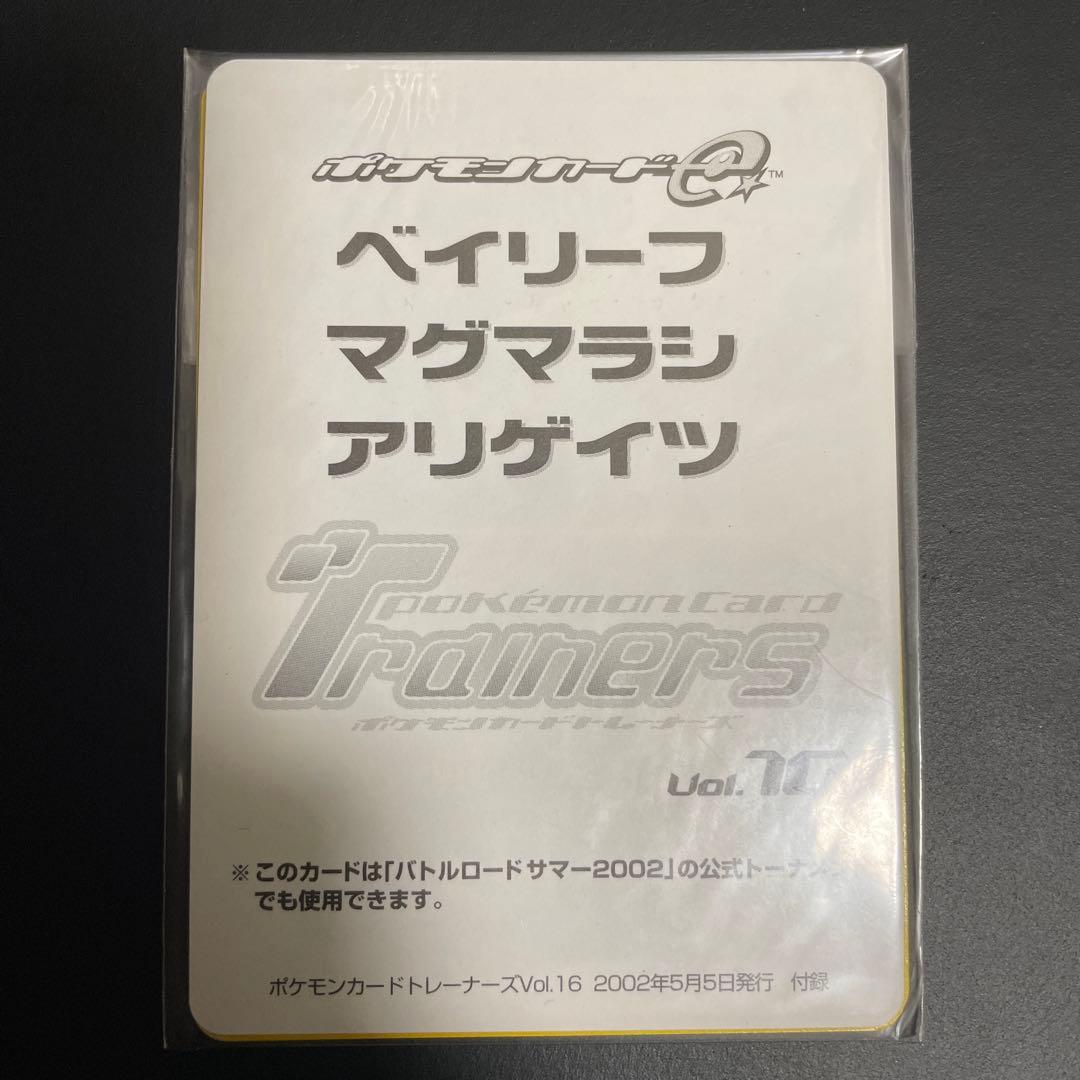 ポケモンカードe™
ベイリーフ
マグマラシ
アリゲイツ
Pokémon Card
Trainers
ポケモンカードトレーナーズ
Vol.16
※このカードは「バトルロードサマー2002」の公式トーナメント
でも使用できます。
ポケモンカードトレーナーズVol.16 2002年5月5日発行 付録